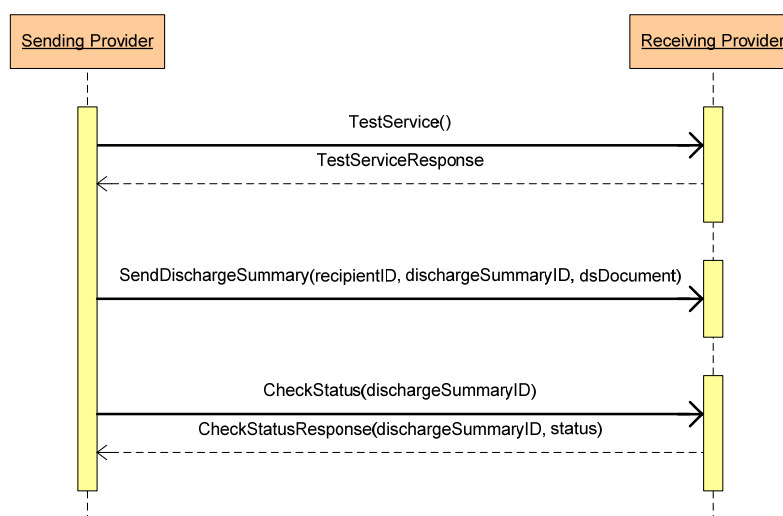 Sending Provider
Receiving Provider
TestService()
TestServiceResponse
SendDischargeSummary(recipientID, dischargeSummaryID, dsDocument)
CheckStatus(dischargeSummaryID)
CheckStatusResponse(dischargeSummaryID, status)